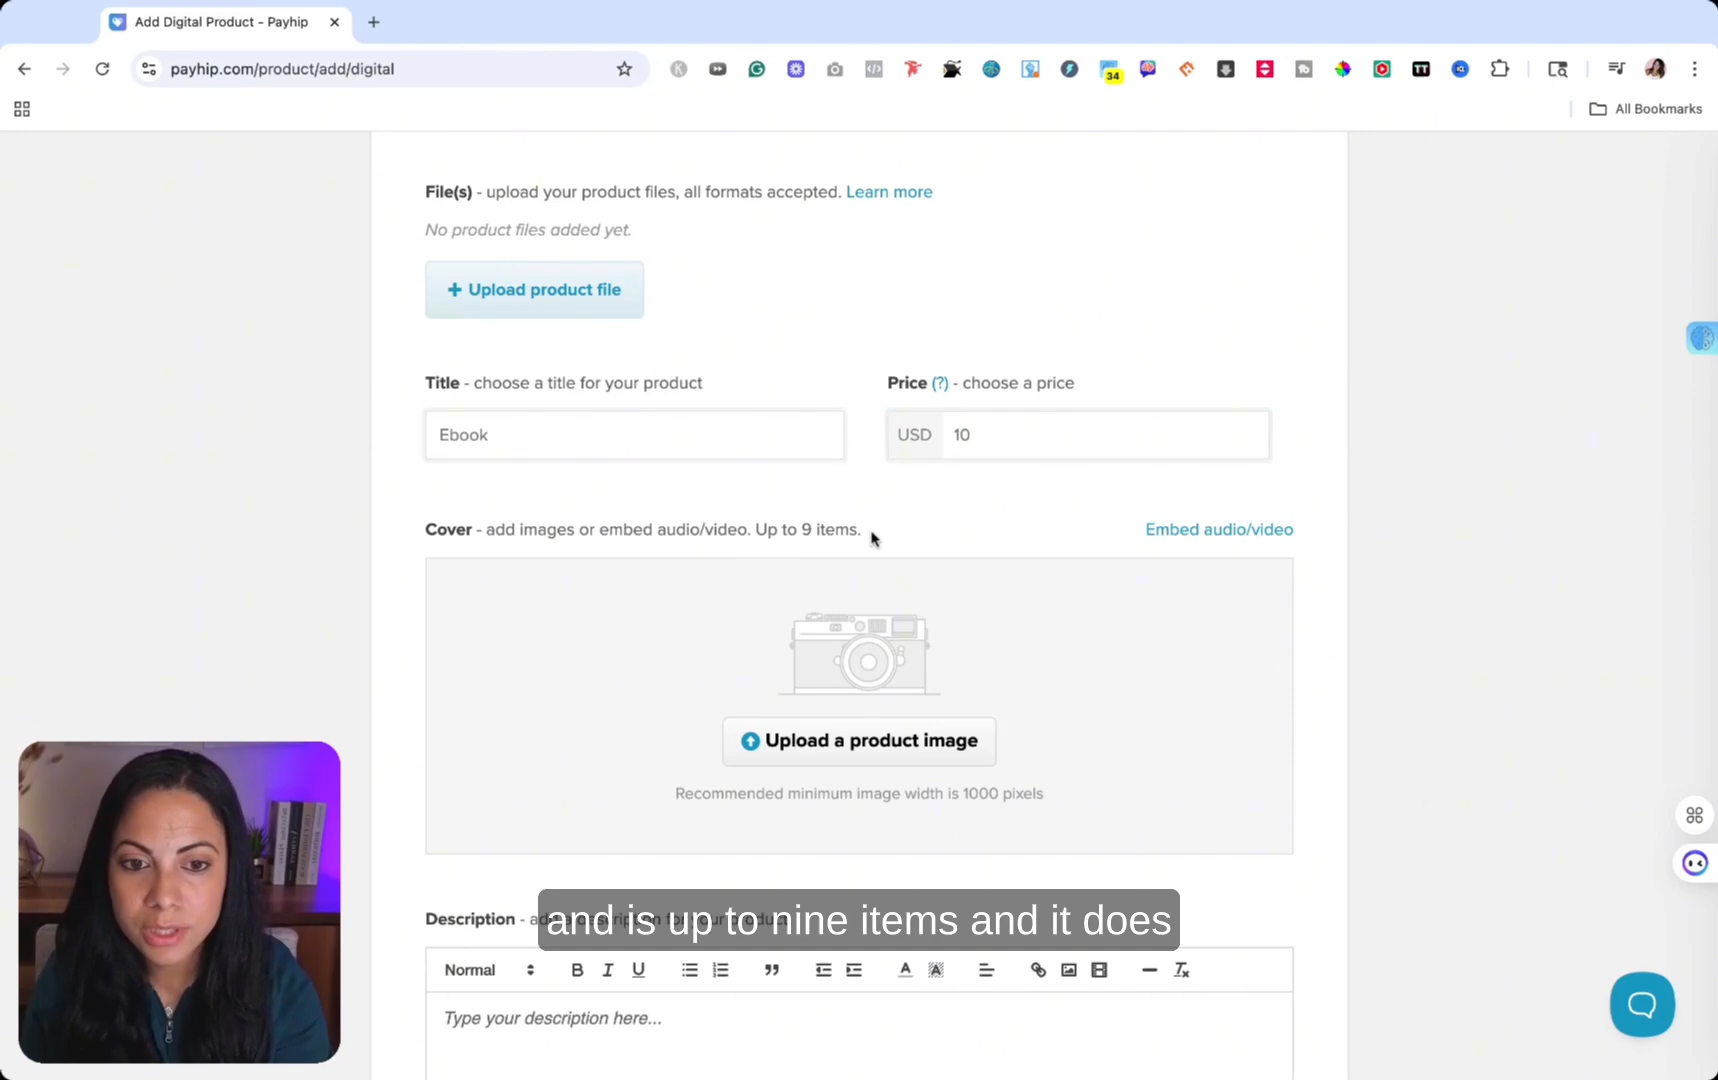 Add Digital Product - Payhip
payhip.com/product/add/digital
34
All Bookmarks
File(s) - upload your product files, all formats accepted. Learn more
No product files added yet.
+ Upload product file
Title - choose a title for your product
Price (?) - choose a price
Ebook
USD 10
Cover - add images or embed audio/video. Up to 9 items.
Embed audio/video
Upload a product image
Recommended minimum image width is 1000 pixels
Description -
and is up to nine items and it does
Normal
Type your description here...